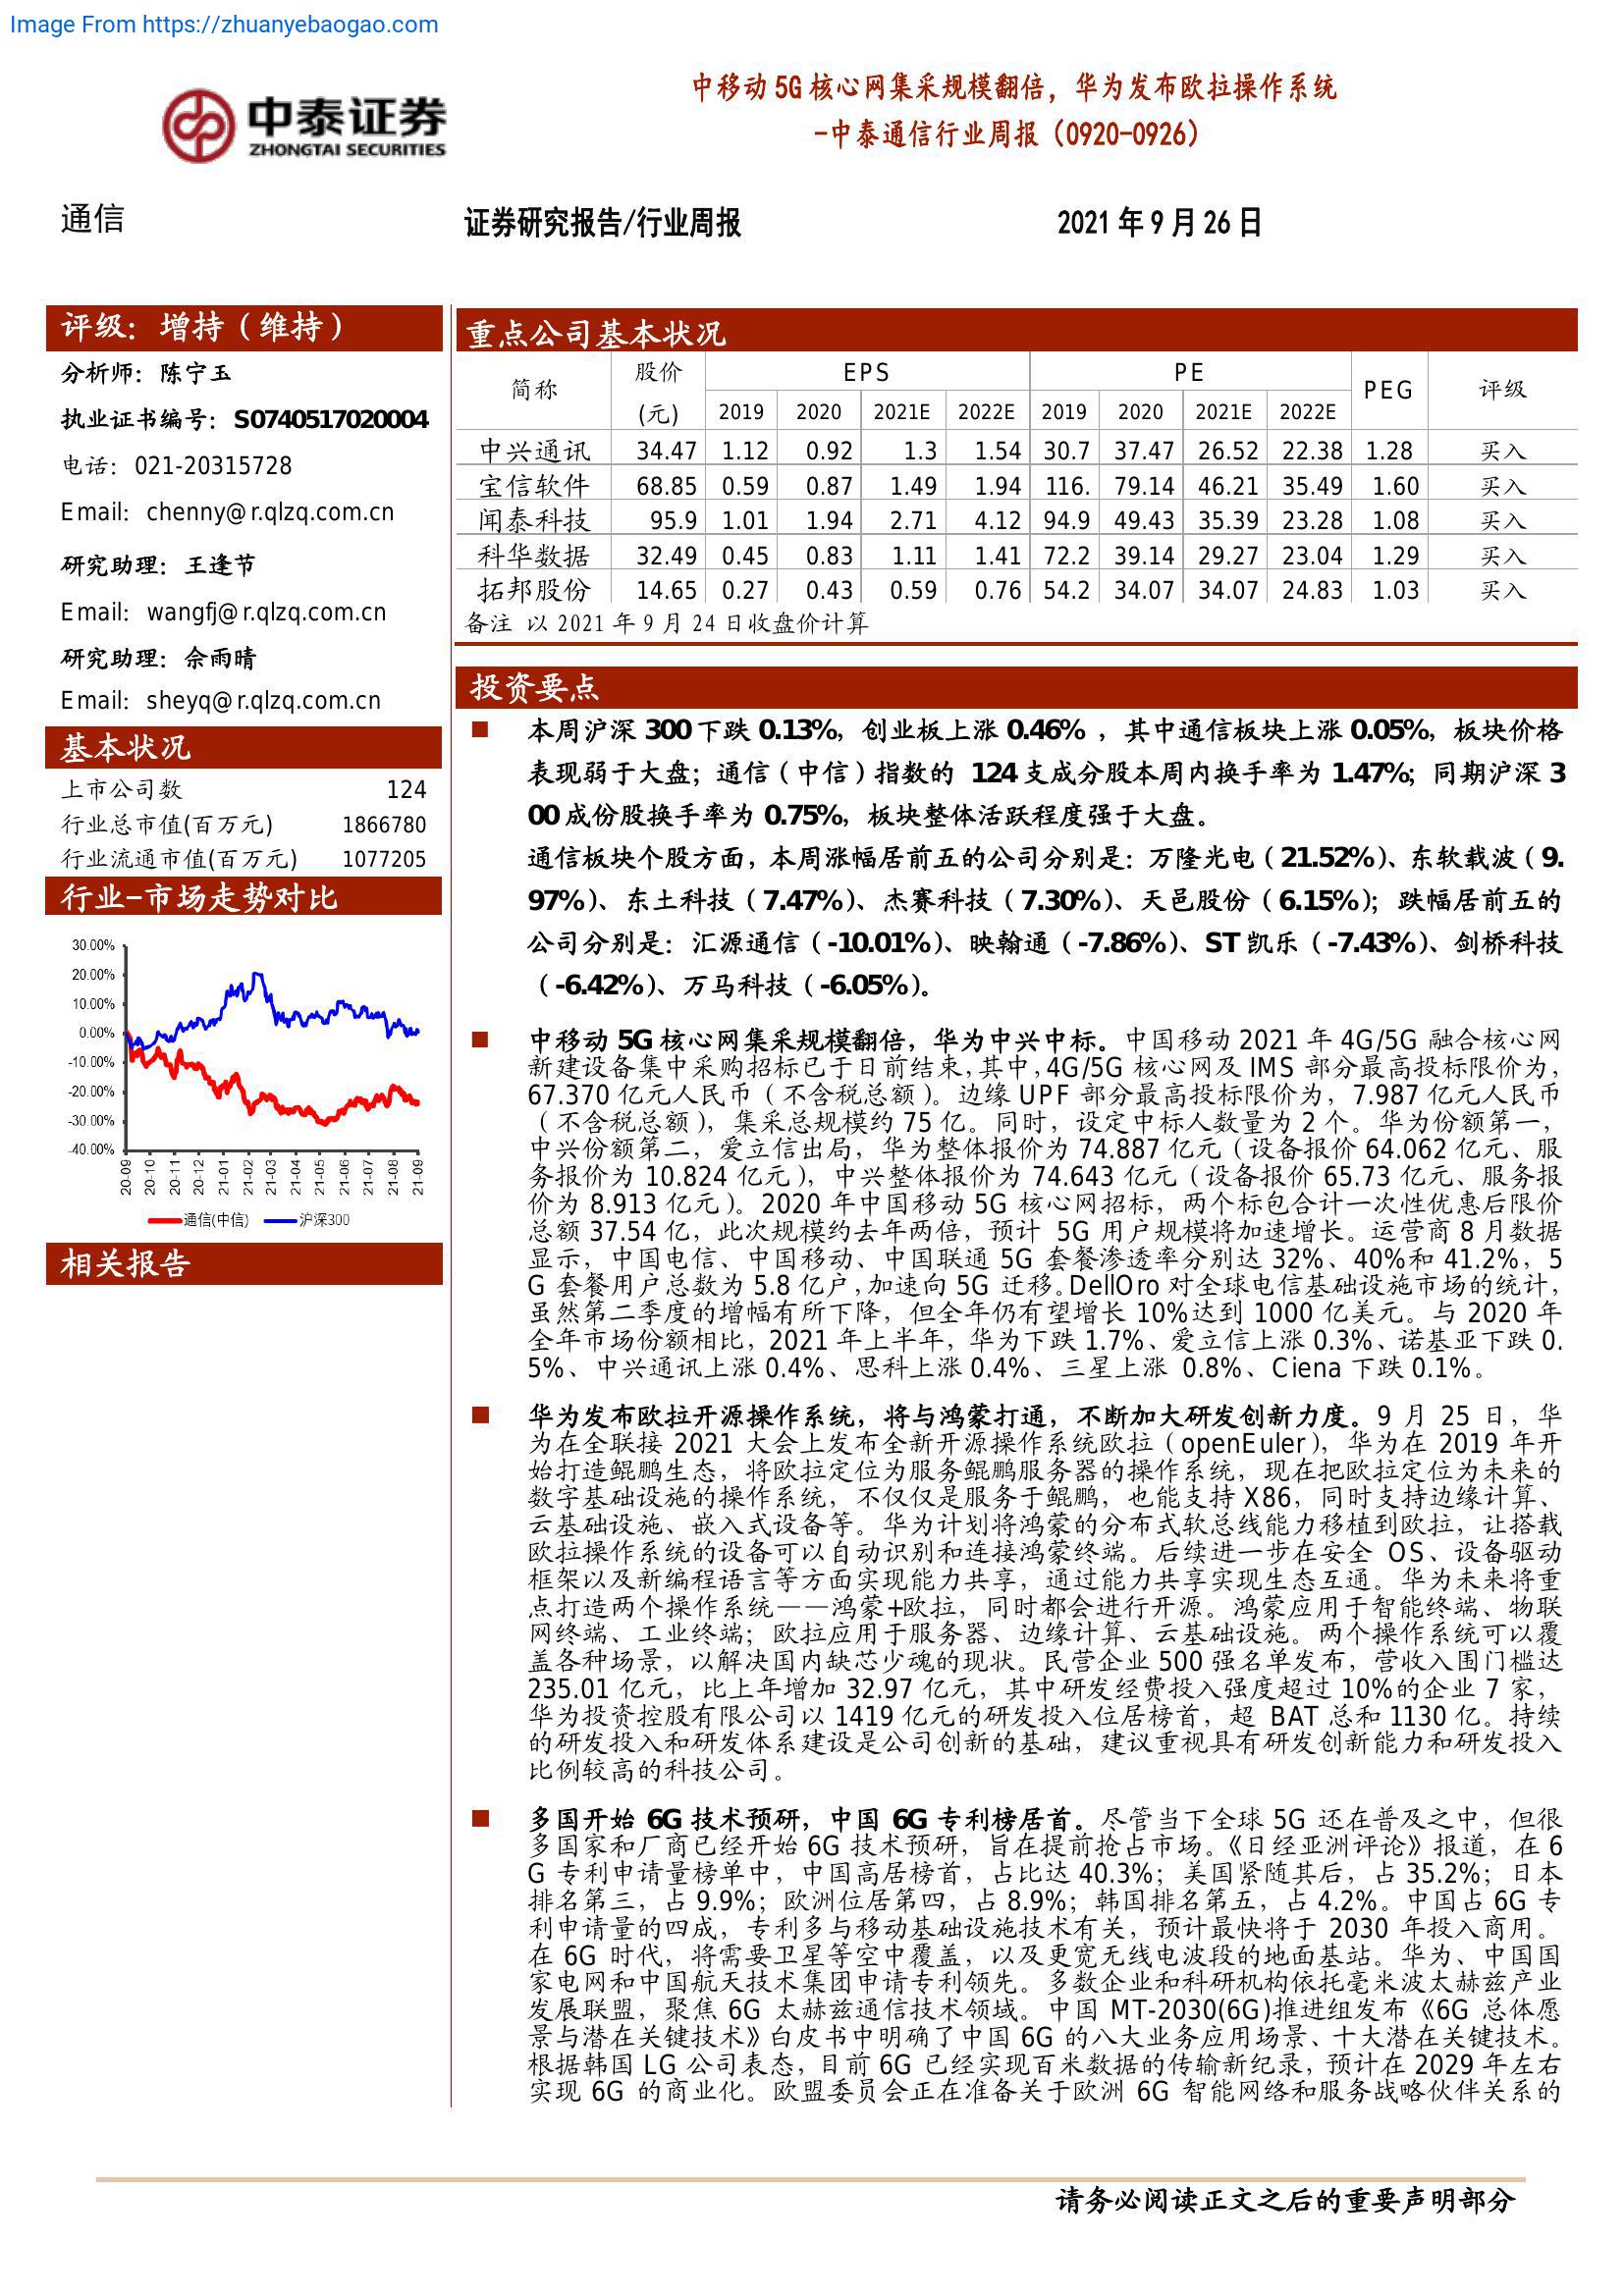 Image From https://zhuanyebaogao.com
中泰证券
ZHONGTAI SECURITIES
中移动 5G 核心网集采规模翻倍，华为发布欧拉操作系统
-中泰通信行业周报（0920-0926）
通信
证券研究报告/行业周报
2021 年 9 月 26 日
评级：增持（维持）
分析师：陈宁玉
执业证书编号：S0740517020004
电话：021-20315728
Email：chenny@r.qlzq.com.cn
研究助理：王逢节
Email：wangfj@r.qlzq.com.cn
研究助理：佘雨晴
Email：sheyq@r.qlzq.com.cn
基本状况
上市公司数 124
行业总市值(百万元) 1866780
行业流通市值(百万元) 1077205
行业-市场走势对比
30.00%
20.00%
10.00%
0.00%
-10.00%
-20.00%
-30.00%
-40.00%
20-09 20-10 20-11 20-12 21-01 21-02 21-03 21-04 21-05 21-06 21-07 21-08 21-09
通信(中信) 沪深300
相关报告
重点公司基本状况
简称 股价(元) EPS PE PEG 评级
2019 2020 2021E 2022E 2019 2020 2021E 2022E
中兴通讯 34.47 1.12 0.92 1.3 1.54 30.7 37.47 26.52 22.38 1.28 买入
宝信软件 68.85 0.59 0.87 1.49 1.94 116. 79.14 46.21 35.49 1.60 买入
闻泰科技 95.9 1.01 1.94 2.71 4.12 94.9 49.43 35.39 23.28 1.08 买入
科华数据 32.49 0.45 0.83 1.11 1.41 72.2 39.14 29.27 23.04 1.29 买入
拓邦股份 14.65 0.27 0.43 0.59 0.76 54.2 34.07 34.07 24.83 1.03 买入
备注 以 2021 年 9 月 24 日收盘价计算
投资要点
本周沪深 300 下跌 0.13%，创业板上涨 0.46% ，其中通信板块上涨 0.05%，板块价格
表现弱于大盘；通信（中信）指数的 124 支成分股本周内换手率为 1.47%；同期沪深 3
00 成份股换手率为 0.75%，板块整体活跃程度强于大盘。
通信板块个股方面，本周涨幅居前五的公司分别是：万隆光电（21.52%）、东软载波（9.
97%）、东土科技（7.47%）、杰赛科技（7.30%）、天邑股份（6.15%）；跌幅居前五的
公司分别是：汇源通信（-10.01%）、映翰通（-7.86%）、ST 凯乐（-7.43%）、剑桥科技
（-6.42%）、万马科技（-6.05%）。
中移动 5G 核心网集采规模翻倍，华为中兴中标。中国移动 2021 年 4G/5G 融合核心网
新建设备集中采购招标已于日前结束,其中,4G/5G 核心网及 IMS 部分最高投标限价为，
67.370 亿元人民币（不含税总额）。边缘 UPF 部分最高投标限价为，7.987 亿元人民币
（不含税总额），集采总规模约 75 亿。同时，设定中标人数量为 2 个。华为份额第一，
中兴份额第二，爱立信出局，华为整体报价为 74.887 亿元（设备报价 64.062 亿元、服
务报价为 10.824 亿元），中兴整体报价为 74.643 亿元（设备报价 65.73 亿元、服务报
价为 8.913 亿元）。2020 年中国移动 5G 核心网招标，两个标包合计一次性优惠后限价
总额 37.54 亿，此次规模约去年两倍，预计 5G 用户规模将加速增长。运营商 8 月数据
显示，中国电信、中国移动、中国联通 5G 套餐渗透率分别达 32%、40%和 41.2%，5
G 套餐用户总数为 5.8 亿户,加速向 5G 迁移。DellOro 对全球电信基础设施市场的统计，
虽然第二季度的增幅有所下降，但全年仍有望增长 10%达到 1000 亿美元。与 2020 年
全年市场份额相比，2021 年上半年，华为下跌 1.7%、爱立信上涨 0.3%、诺基亚下跌 0.
5%、中兴通讯上涨 0.4%、思科上涨 0.4%、三星上涨 0.8%、Ciena 下跌 0.1%。
华为发布欧拉开源操作系统，将与鸿蒙打通，不断加大研发创新力度。9 月 25 日，华
为在全联接 2021 大会上发布全新开源操作系统欧拉（openEuler），华为在 2019 年开
始打造鲲鹏生态，将欧拉定位为服务鲲鹏服务器的操作系统，现在把欧拉定位为未来的
数字基础设施的操作系统，不仅仅是服务于鲲鹏，也能支持 X86，同时支持边缘计算、
云基础设施、嵌入式设备等。华为计划将鸿蒙的分布式软总线能力移植到欧拉，让搭载
欧拉操作系统的设备可以自动识别和连接鸿蒙终端。后续进一步在安全 OS、设备驱动
框架以及新编程语言等方面实现能力共享，通过能力共享实现生态互通。华为未来将重
点打造两个操作系统——鸿蒙+欧拉，同时都会进行开源。鸿蒙应用于智能终端、物联
网终端、工业终端；欧拉应用于服务器、边缘计算、云基础设施。两个操作系统可以覆
盖各种场景，以解决国内缺芯少魂的现状。民营企业 500 强名单发布，营收入围门槛达
235.01 亿元，比上年增加 32.97 亿元，其中研发经费投入强度超过 10%的企业 7 家，
华为投资控股有限公司以 1419 亿元的研发投入位居榜首，超 BAT 总和 1130 亿。持续
的研发投入和研发体系建设是公司创新的基础，建议重视具有研发创新能力和研发投入
比例较高的科技公司。
多国开始 6G 技术预研，中国 6G 专利榜居首。尽管当下全球 5G 还在普及之中，但很
多国家和厂商已经开始 6G 技术预研，旨在提前抢占市场。《日经亚洲评论》报道，在 6
G 专利申请量榜单中，中国高居榜首，占比达 40.3%；美国紧随其后，占 35.2%；日本
排名第三，占 9.9%；欧洲位居第四，占 8.9%；韩国排名第五，占 4.2%。中国占 6G 专
利申请量的四成，专利多与移动基础设施技术有关，预计最快将于 2030 年投入商用。
在 6G 时代，将需要卫星等空中覆盖，以及更宽无线电波段的地面基站。华为、中国国
家电网和中国航天技术集团申请专利领先。多数企业和科研机构依托毫米波太赫兹产业
发展联盟，聚焦 6G 太赫兹通信技术领域。中国 MT-2030(6G)推进组发布《6G 总体愿
景与潜在关键技术》白皮书中明确了中国 6G 的八大业务应用场景、十大潜在关键技术。
根据韩国 LG 公司表态，目前 6G 已经实现百米数据的传输新纪录，预计在 2029 年左右
实现 6G 的商业化。欧盟委员会正在准备关于欧洲 6G 智能网络和服务战略伙伴关系的
请务必阅读正文之后的重要声明部分